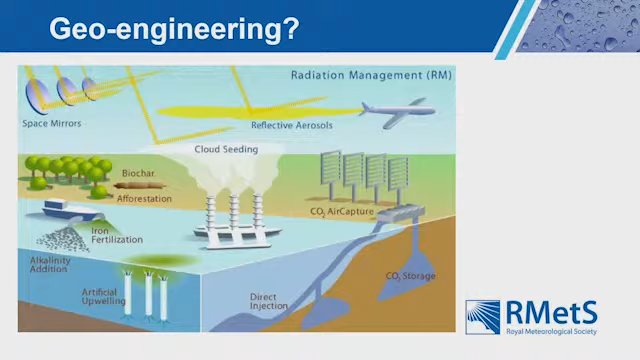 Geo-engineering?
Radiation Management (RM)
Space Mirrors
Reflective Aerosols
Cloud Seeding
Biochar
Afforestation
CO2 AirCapture
Iron
Fertilization
Alkalinity
Addition
CO2 Storage
Artificial
Upwelling
Direct
Injection
RMetS
Royal Meteorological Society